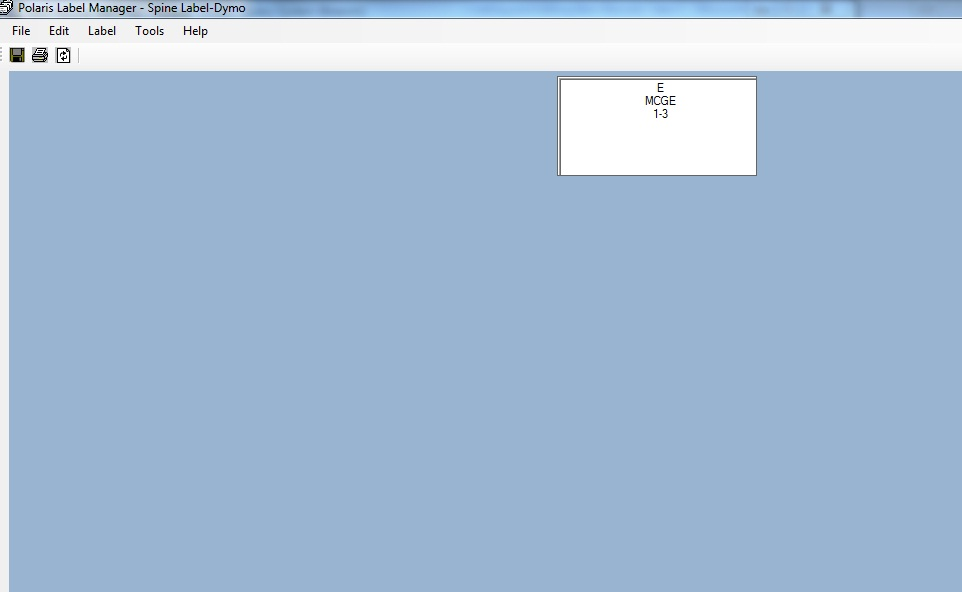 Polaris Label Manager - Spine Label-Dymo
File Edit Label Tools Help
E
MCGE
1-3